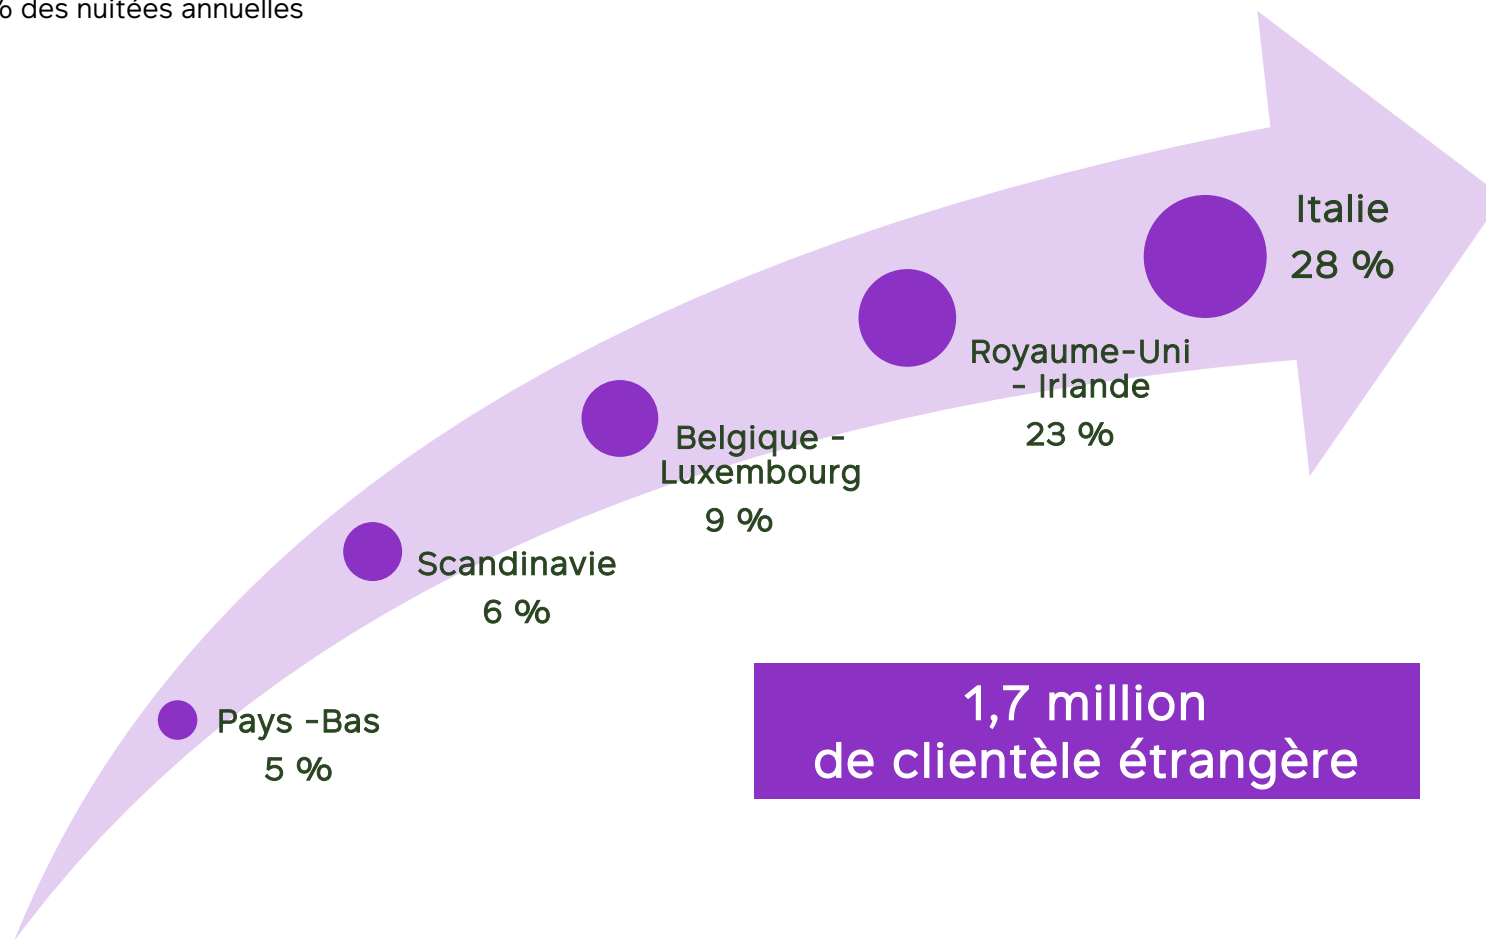 % des nuitées annuelles
Italie
28 %
Royaume-Uni
- Irlande
23 %
Belgique -
Luxembourg
9 %
Scandinavie
6 %
Pays -Bas
5 %
1,7 million
de clientèle étrangère